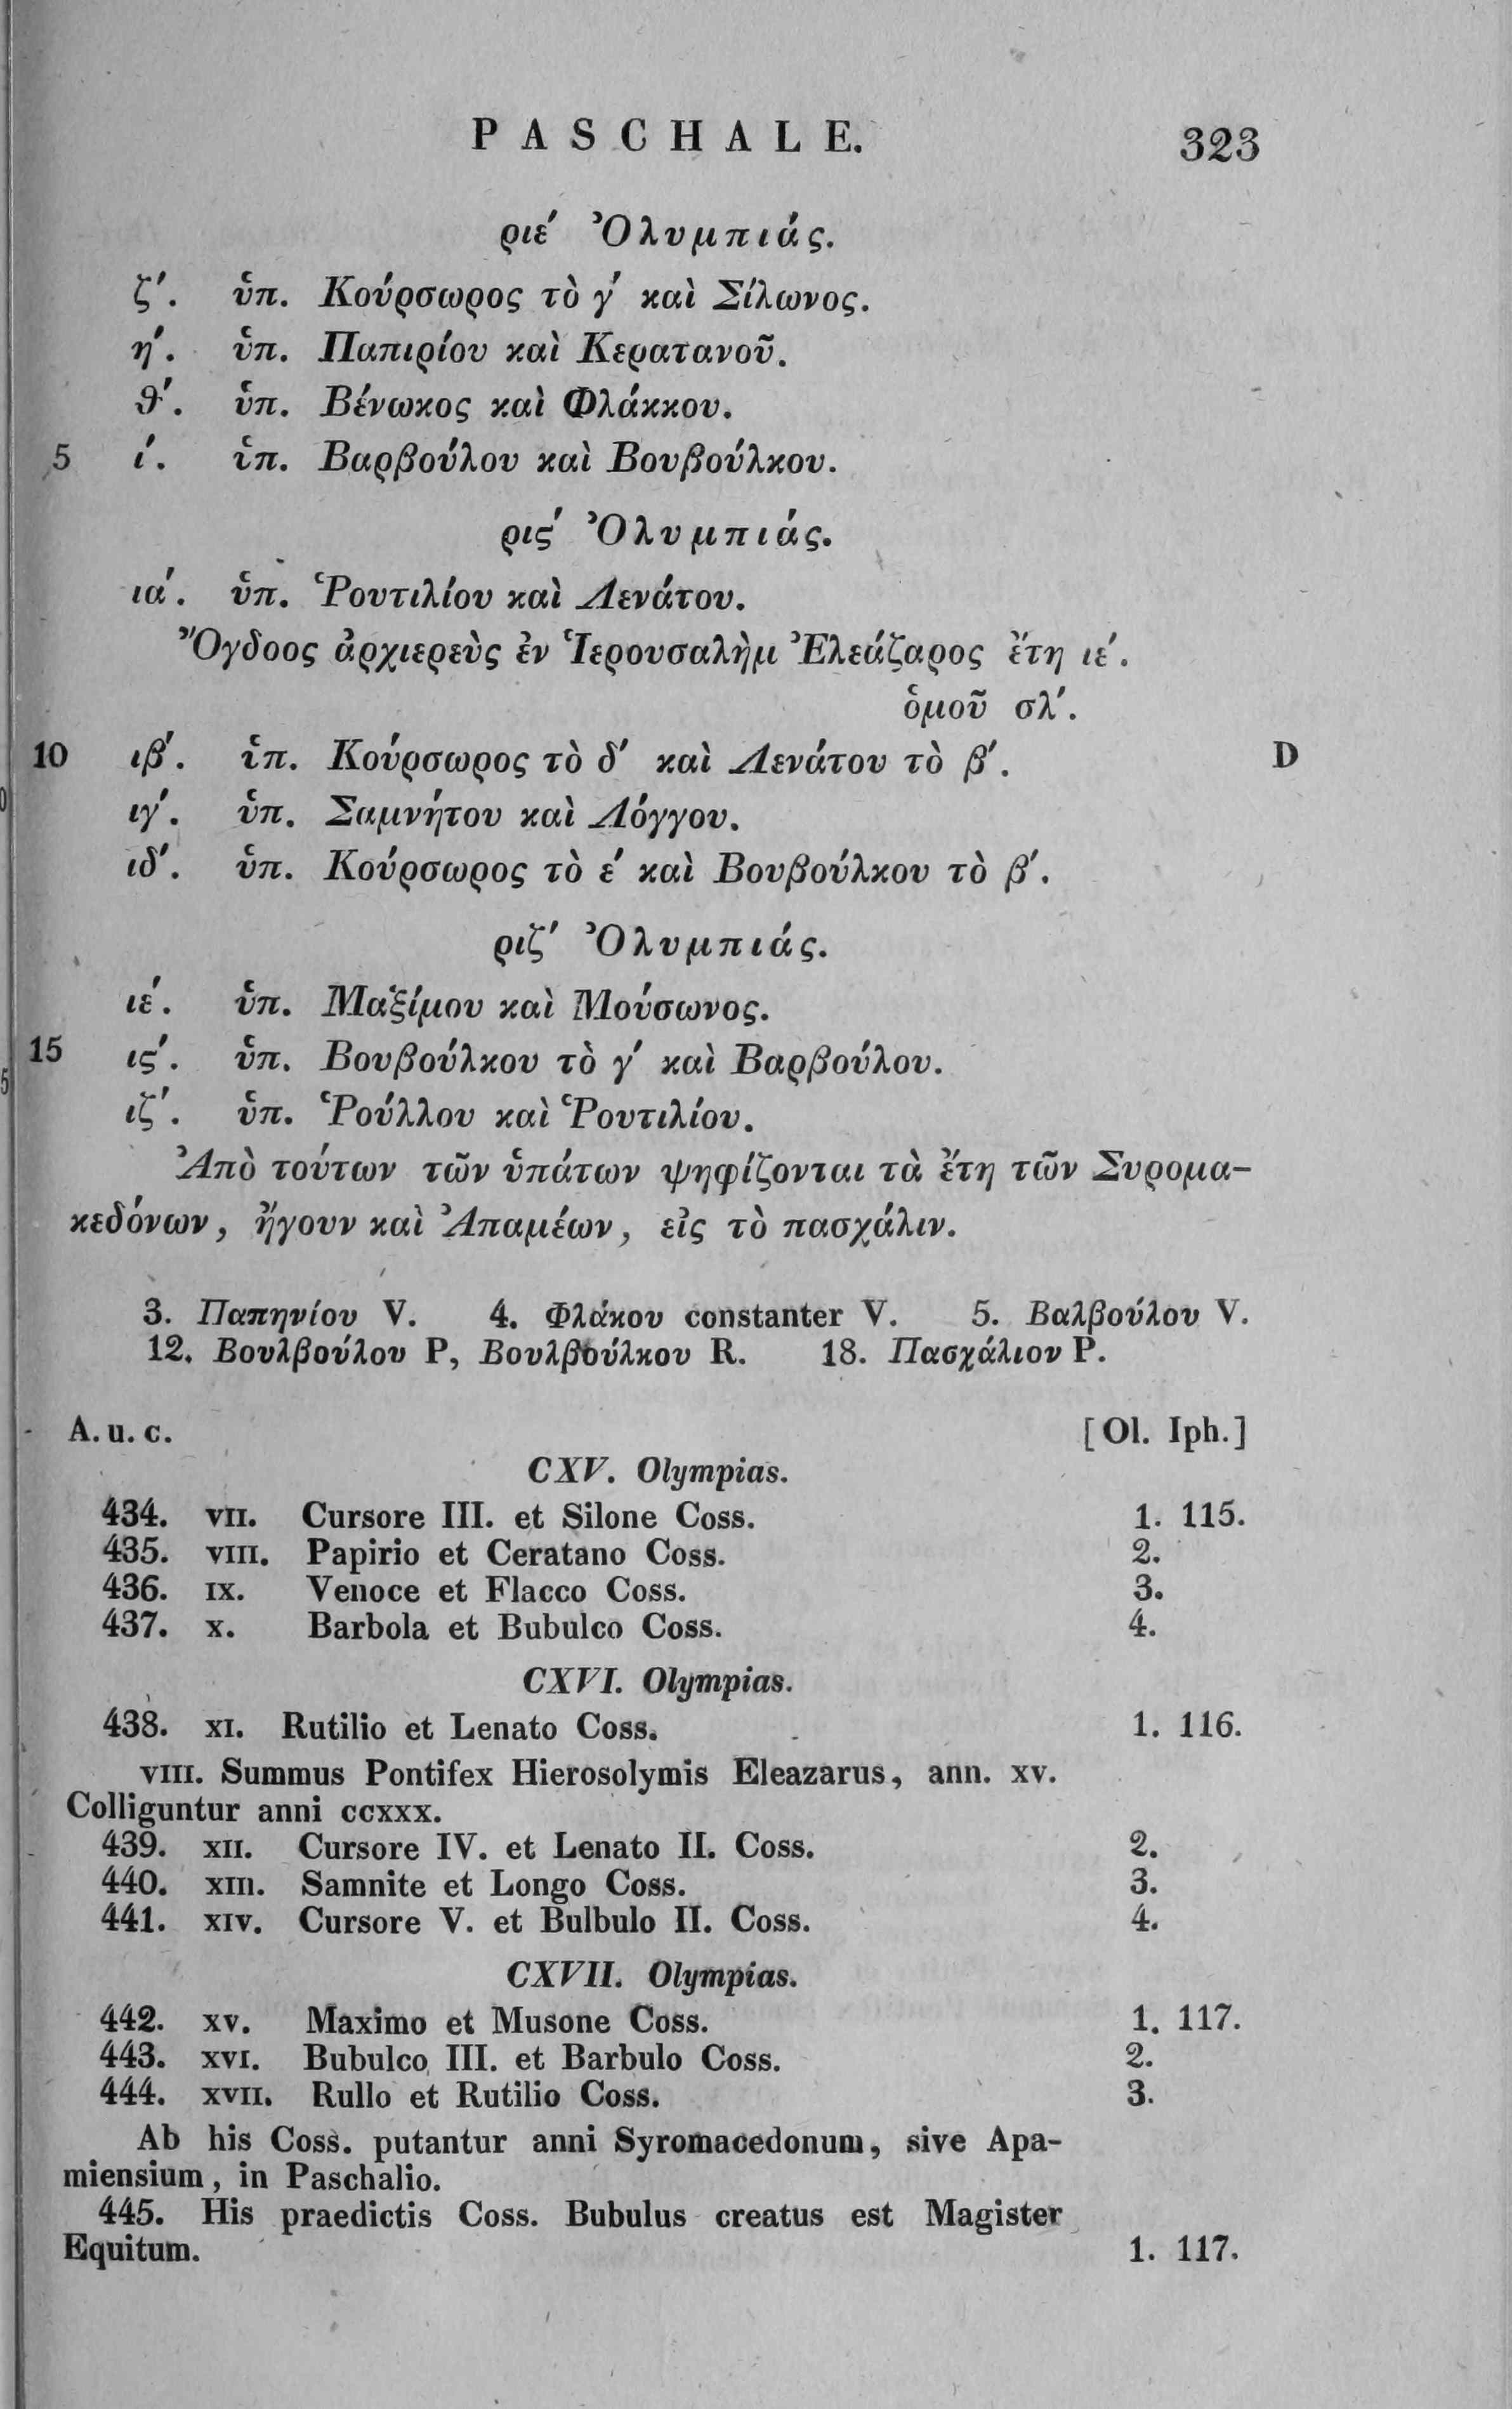 PASCHALE. 323
ριε′ Ὀλυμπιάς.
ζ′. ὑπ. Κούρσωρος τὸ γ′ καὶ Σίλωνος.
η′. ὑπ. Παπιρίου καὶ Κερατανοῦ.
θ′. ὑπ. Βένωκος καὶ Φλάκκου.
5 ί. ὑπ. Βαρβούλου καὶ Βουβούλκου.
ριϛ′ Ὀλυμπιάς.
ια′. ὑπ. Ῥουτιλίου καὶ Λενάτου.
Ὄγδοος ἀρχιερεὺς ἐν Ἱερουσαλὴμ Ἐλεάζαρος ἔτη ιε′.
ὁμοῦ σλ′.
10 ιβ′. ὑπ. Κούρσωρος τὸ δ′ καὶ Λενάτου τὸ β′. D
ιγ′. ὑπ. Σαμνήτου καὶ Λόγγου.
ιδ′. ὑπ. Κούρσωρος τὸ ε′ καὶ Βουβούλκου τὸ β′.
ριζ′ Ὀλυμπιάς.
ιε′. ὑπ. Μαξίμου καὶ Μούσωνος.
15 ιϛ′. ὑπ. Βουβούλκου τὸ γ′ καὶ Βαρβούλου.
ιζ′. ὑπ. Ῥούλλου καὶ Ῥουτιλίου.
Ἀπὸ τούτων τῶν ὑπάτων ψηφίζονται τὰ ἔτη τῶν Συρομα-
κεδόνων, ἤγουν καὶ Ἀπαμέων, εἰς τὸ πασχάλιν.
3. Παπηνίου V. 4. Φλάκου constanter V. 5. Βαλβούλου V.
12. Βουλβούλου P, Βουλβούλκου R. 18. Πασχάλιον P.
A. u. c. [Ol. Iph.]
CXV. Olympias.
434. VII. Cursore III. et Silone Coss. 1. 115.
435. VIII. Papirio et Ceratano Coss. 2.
436. IX. Venoce et Flacco Coss. 3.
437. X. Barbola et Bubulco Coss. 4.
CXVI. Olympias.
438. XI. Rutilio et Lenato Coss. 1. 116.
VIII. Summus Pontifex Hierosolymis Eleazarus, ann. XV.
Colliguntur anni CCXXX.
439. XII. Cursore IV. et Lenato II. Coss. 2.
440. XIII. Samnite et Longo Coss. 3.
441. XIV. Cursore V. et Bulbulo II. Coss. 4.
CXVII. Olympias.
442. XV. Maximo et Musone Coss. 1. 117.
443. XVI. Bubulco III. et Barbulo Coss. 2.
444. XVII. Rullo et Rutilio Coss. 3.
Ab his Coss. putantur anni Syromacedonum, sive Apa-
miensium, in Paschalio.
445. His praedictis Coss. Bubulus creatus est Magister
Equitum. 1. 117.